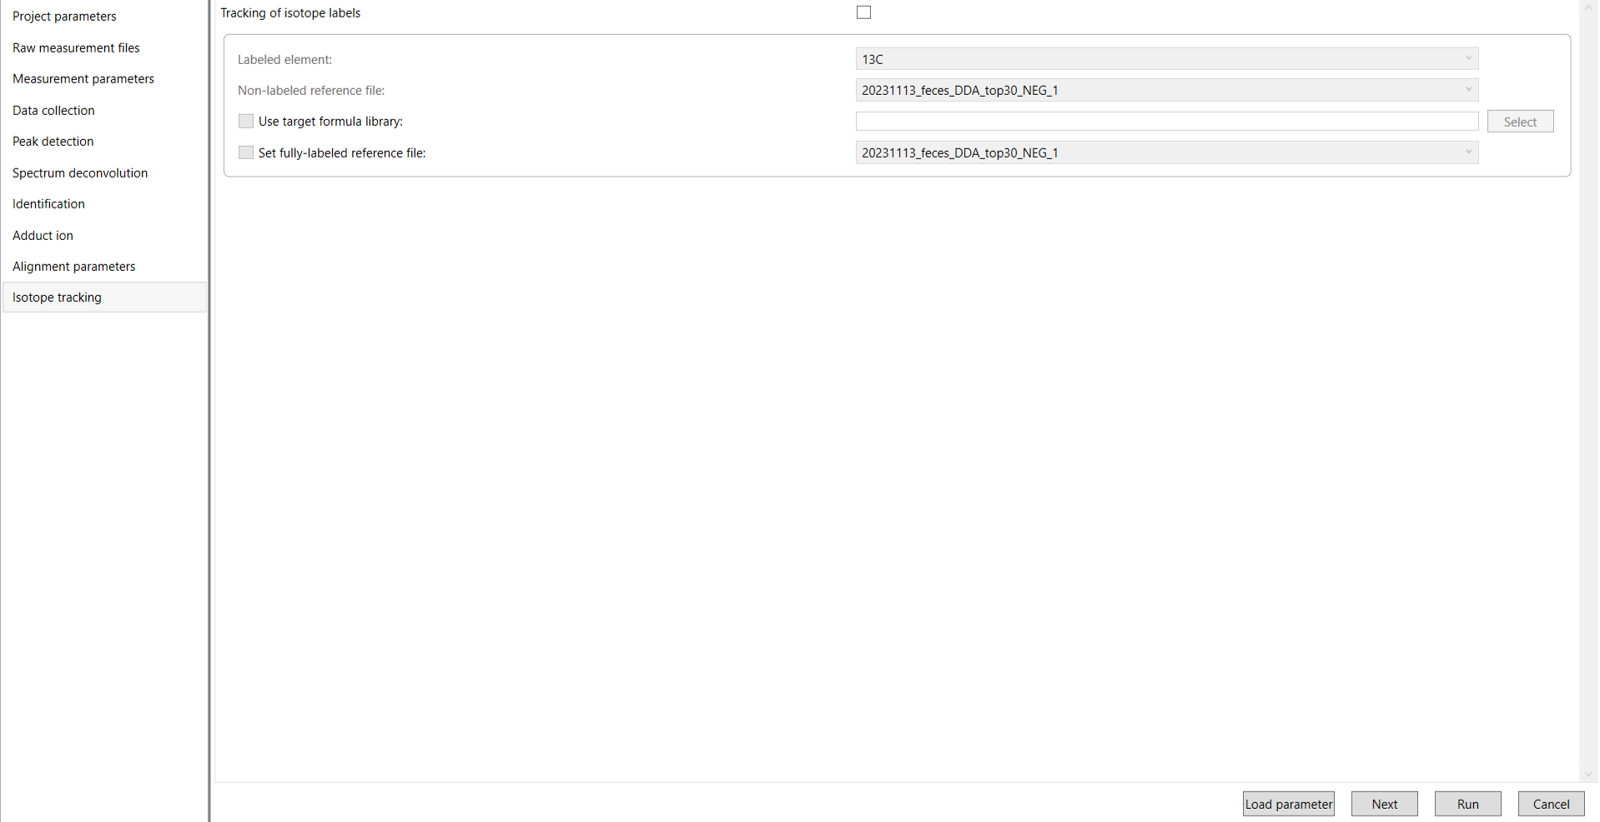 Project parameters
Raw measurement files
Measurement parameters
Data collection
Peak detection
Spectrum deconvolution
Identification
Adduct ion
Alignment parameters
Isotope tracking
Tracking of isotope labels
Labeled element: 13C
Non-labeled reference file: 20231113_feces_DDA_top30_NEG_1
Use target formula library: Select
Set fully-labeled reference file: 20231113_feces_DDA_top30_NEG_1
Load parameter Next Run Cancel